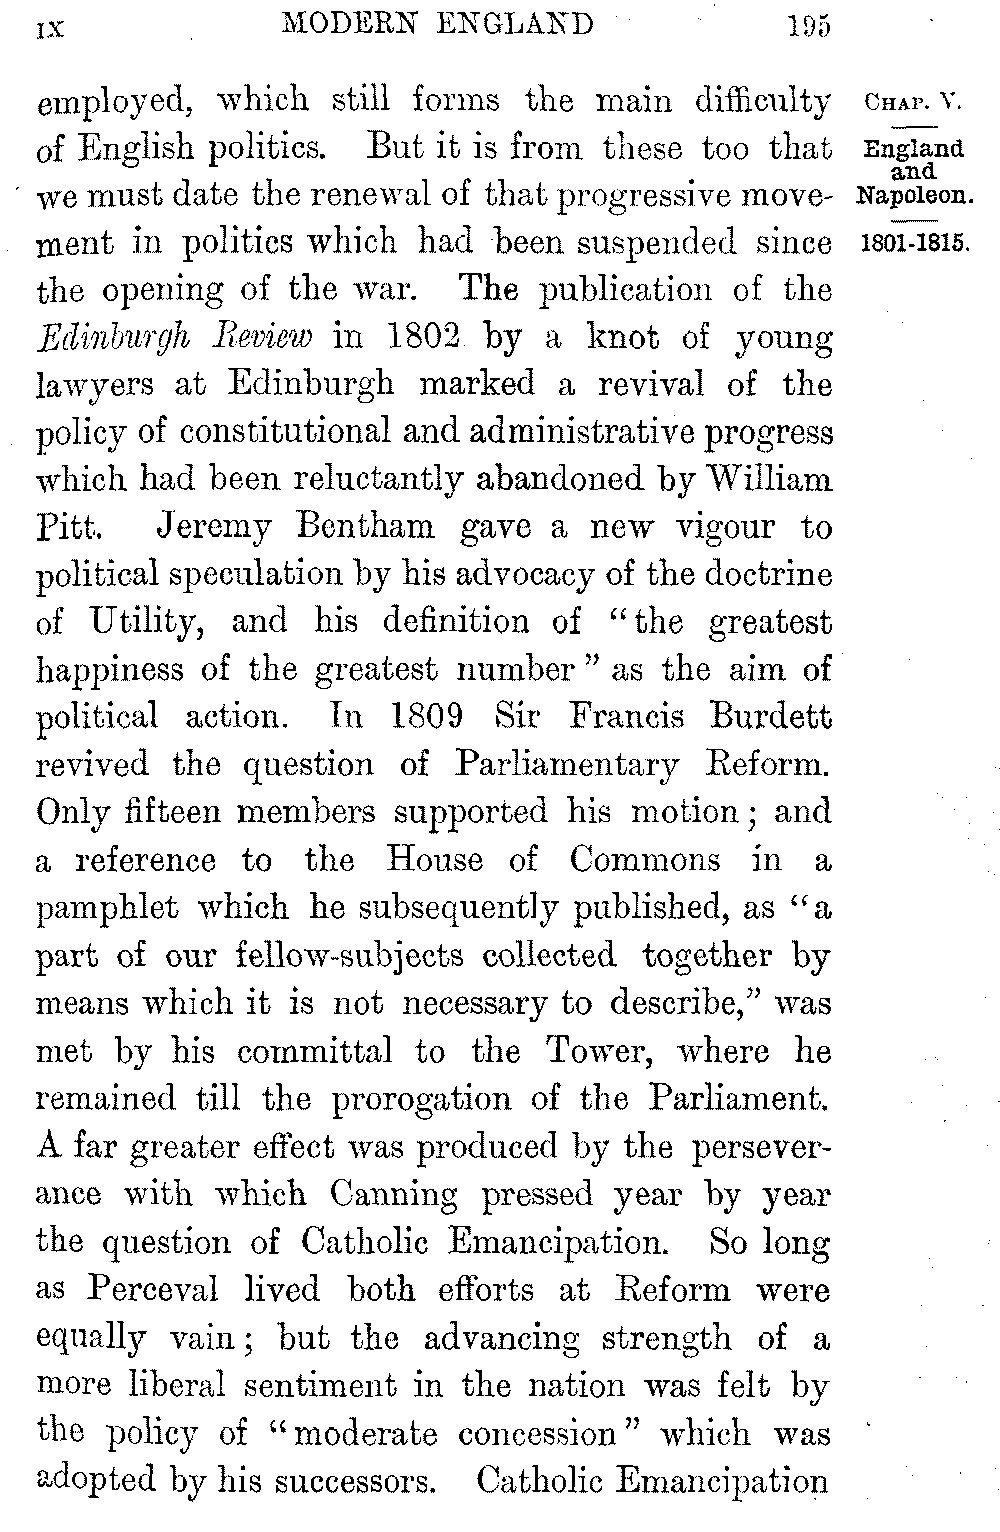 IX MODERN ENGLAND 195
employed, which still forms the main difficulty
of English politics. But it is from these too that
we must date the renewal of that progressive move-
ment in politics which had been suspended since
the opening of the war. The publication of the
Edinburgh Review in 1802 by a knot of young
lawyers at Edinburgh marked a revival of the
policy of constitutional and administrative progress
which had been reluctantly abandoned by William
Pitt. Jeremy Bentham gave a new vigour to
political speculation by his advocacy of the doctrine
of Utility, and his definition of "the greatest
happiness of the greatest number" as the aim of
political action. In 1809 Sir Francis Burdett
revived the question of Parliamentary Reform.
Only fifteen members supported his motion; and
a reference to the House of Commons in a
pamphlet which he subsequently published, as "a
part of our fellow-subjects collected together by
means which it is not necessary to describe," was
met by his committal to the Tower, where he
remained till the prorogation of the Parliament.
A far greater effect was produced by the persever-
ance with which Canning pressed year by year
the question of Catholic Emancipation. So long
as Perceval lived both efforts at Reform were
equally vain; but the advancing strength of a
more liberal sentiment in the nation was felt by
the policy of "moderate concession" which was
adopted by his successors. Catholic Emancipation
CHAP. V.
England
and
Napoleon.
1801-1815.